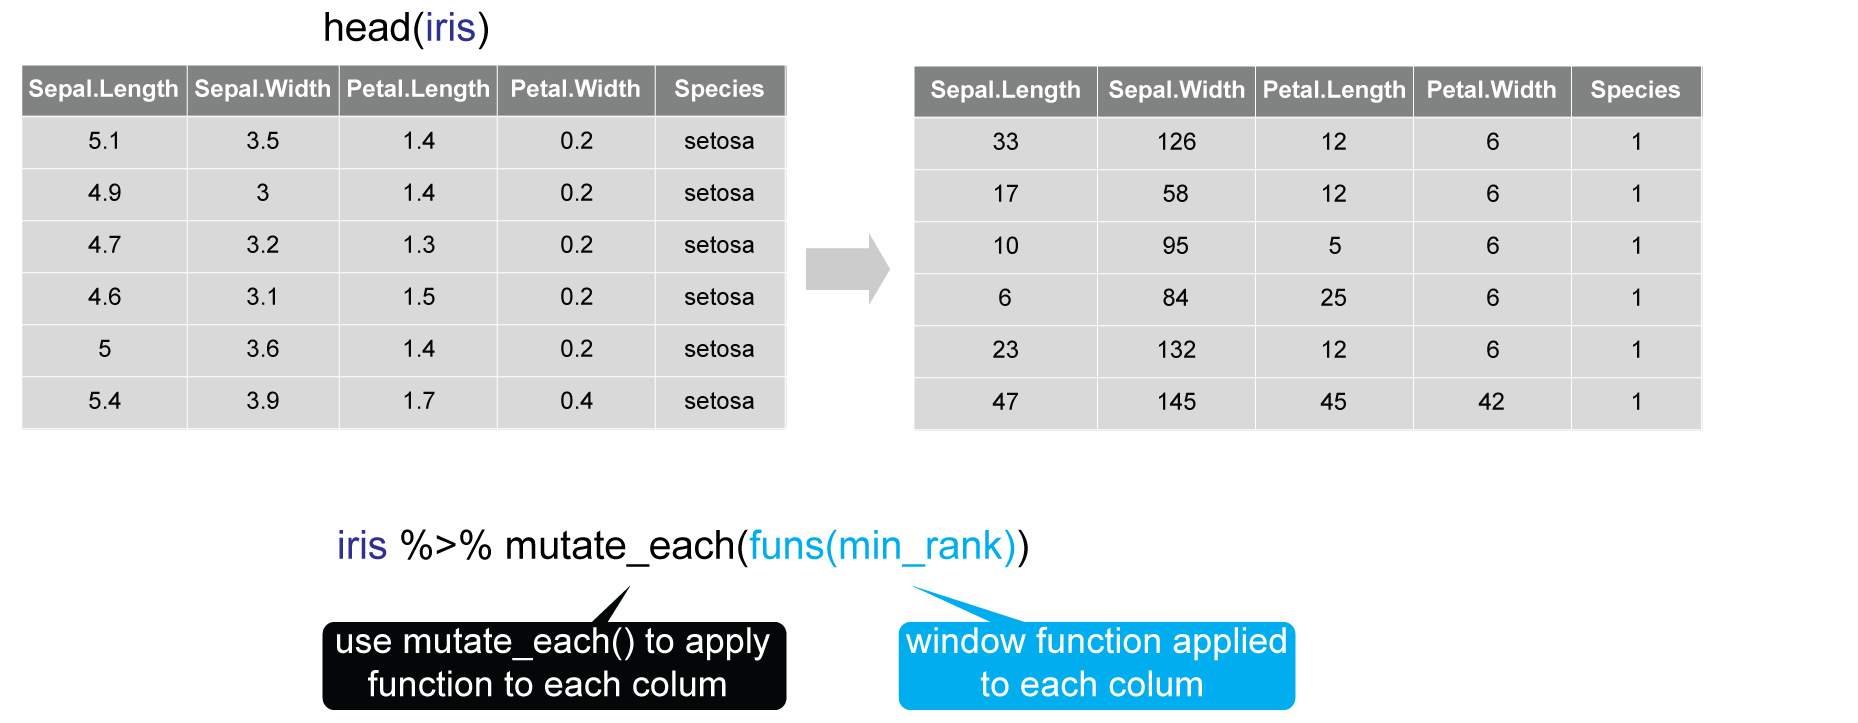 head(iris)
Sepal.Length Sepal.Width Petal.Length Petal.Width Species
5.1 3.5 1.4 0.2 setosa
4.9 3 1.4 0.2 setosa
4.7 3.2 1.3 0.2 setosa
4.6 3.1 1.5 0.2 setosa
5 3.6 1.4 0.2 setosa
5.4 3.9 1.7 0.4 setosa
Sepal.Length Sepal.Width Petal.Length Petal.Width Species
33 126 12 6 1
17 58 12 6 1
10 95 5 6 1
6 84 25 6 1
23 132 12 6 1
47 145 45 42 1
iris %>% mutate_each(funs(min_rank))
use mutate_each() to apply
function to each colum
window function applied
to each colum